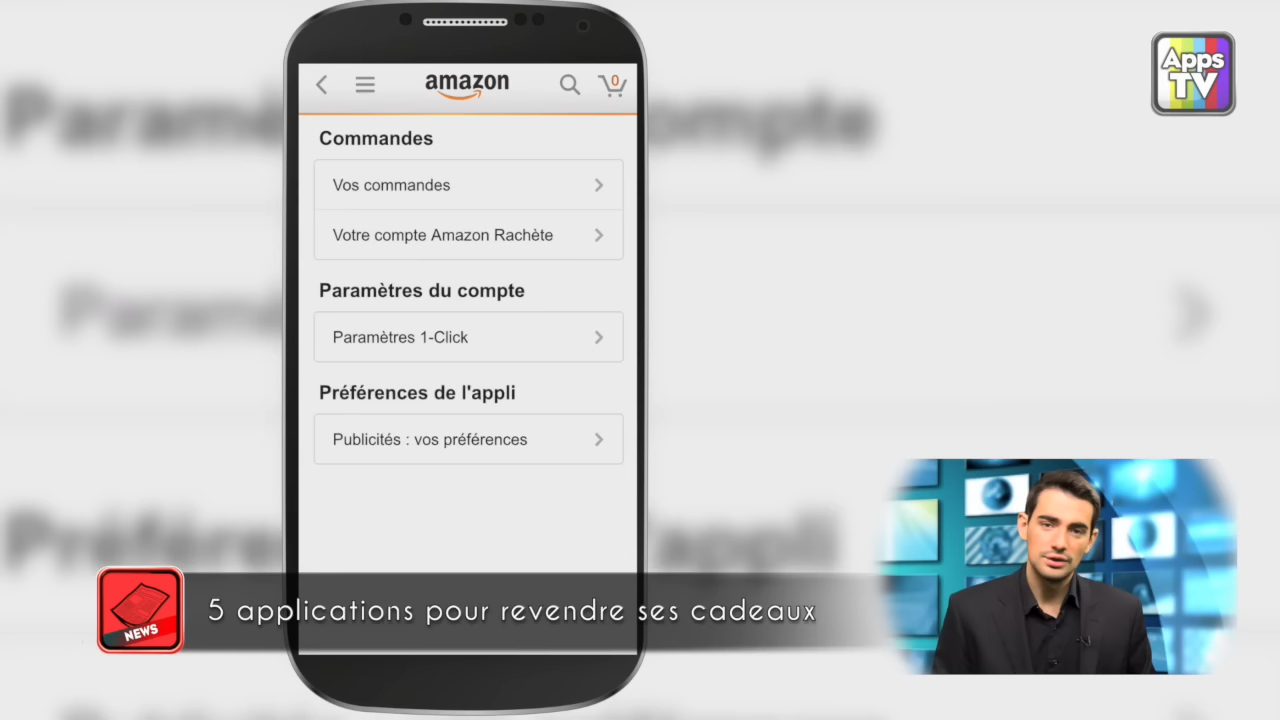 Apps
TV
amazon
0
Commandes
Vos commandes
Votre compte Amazon Rachète
Paramètres du compte
Paramètres 1-Click
Préférences de l'appli
Publicités : vos préférences
NEWS
5 applications pour revendre ses cadeaux